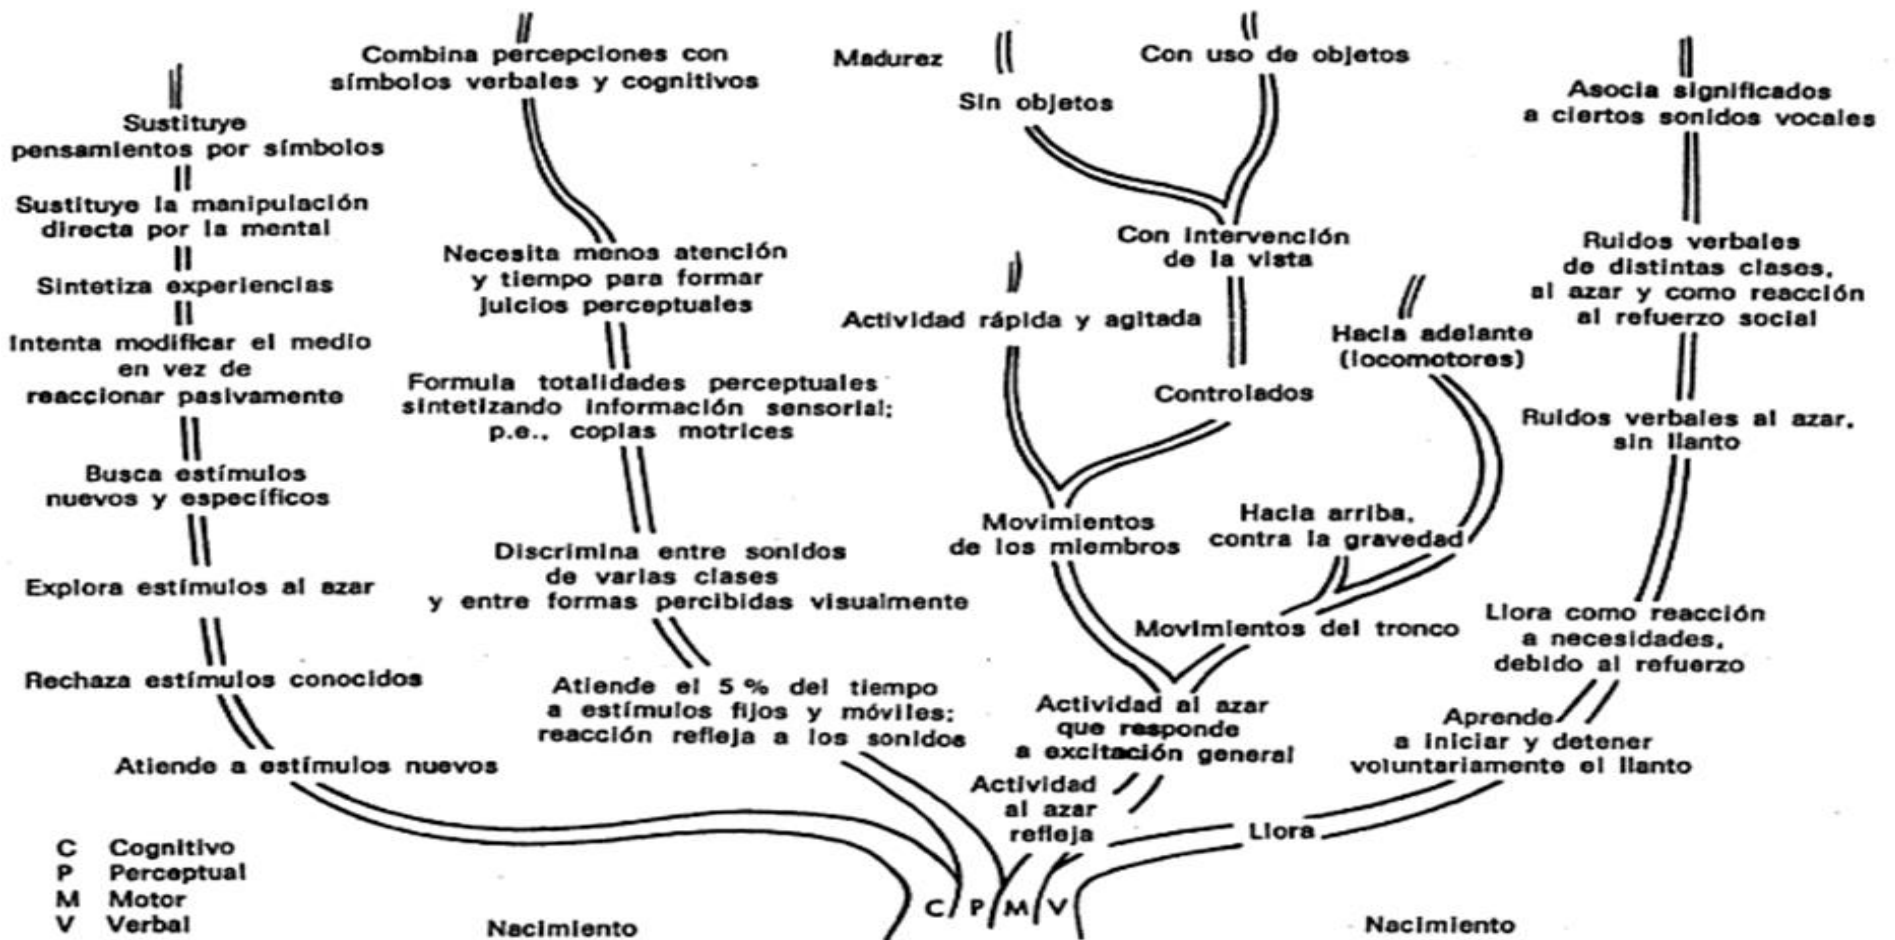 Sustituye
pensamientos por símbolos
Sustituye la manipulación
directa por la mental
Sintetiza experiencias
Intenta modificar el medio
en vez de
reaccionar pasivamente
Busca estímulos
nuevos y específicos
Explora estímulos al azar
Rechaza estímulos conocidos
Atiende a estímulos nuevos
Combina percepciones con
símbolos verbales y cognitivos
Necesita menos atención
y tiempo para formar
juicios perceptuales
Formula totalidades perceptuales
sintetizando información sensorial;
p.e., copias motrices
Discrimina entre sonidos
de varias clases
y entre formas percibidas visualmente
Atiende el 5 % del tiempo
a estímulos fijos y móviles;
reacción refleja a los sonidos
Madurez
Sin objetos
Con uso de objetos
Con intervención
de la vista
Actividad rápida y agitada
Controlados
Hacia adelante
(locomotores)
Movimientos
de los miembros
Hacia arriba,
contra la gravedad
Movimientos del tronco
Actividad al azar
que responde
a excitación general
Actividad
al azar
refleja
Asocia significados
a ciertos sonidos vocales
Ruidos verbales
de distintas clases,
al azar y como reacción
al refuerzo social
Ruidos verbales al azar,
sin llanto
Llora como reacción
a necesidades,
debido al refuerzo
Aprende
a iniciar y detener
voluntariamente el llanto
Llora
C Cognitivo
P Perceptual
M Motor
V Verbal
Nacimiento
C P M V
Nacimiento